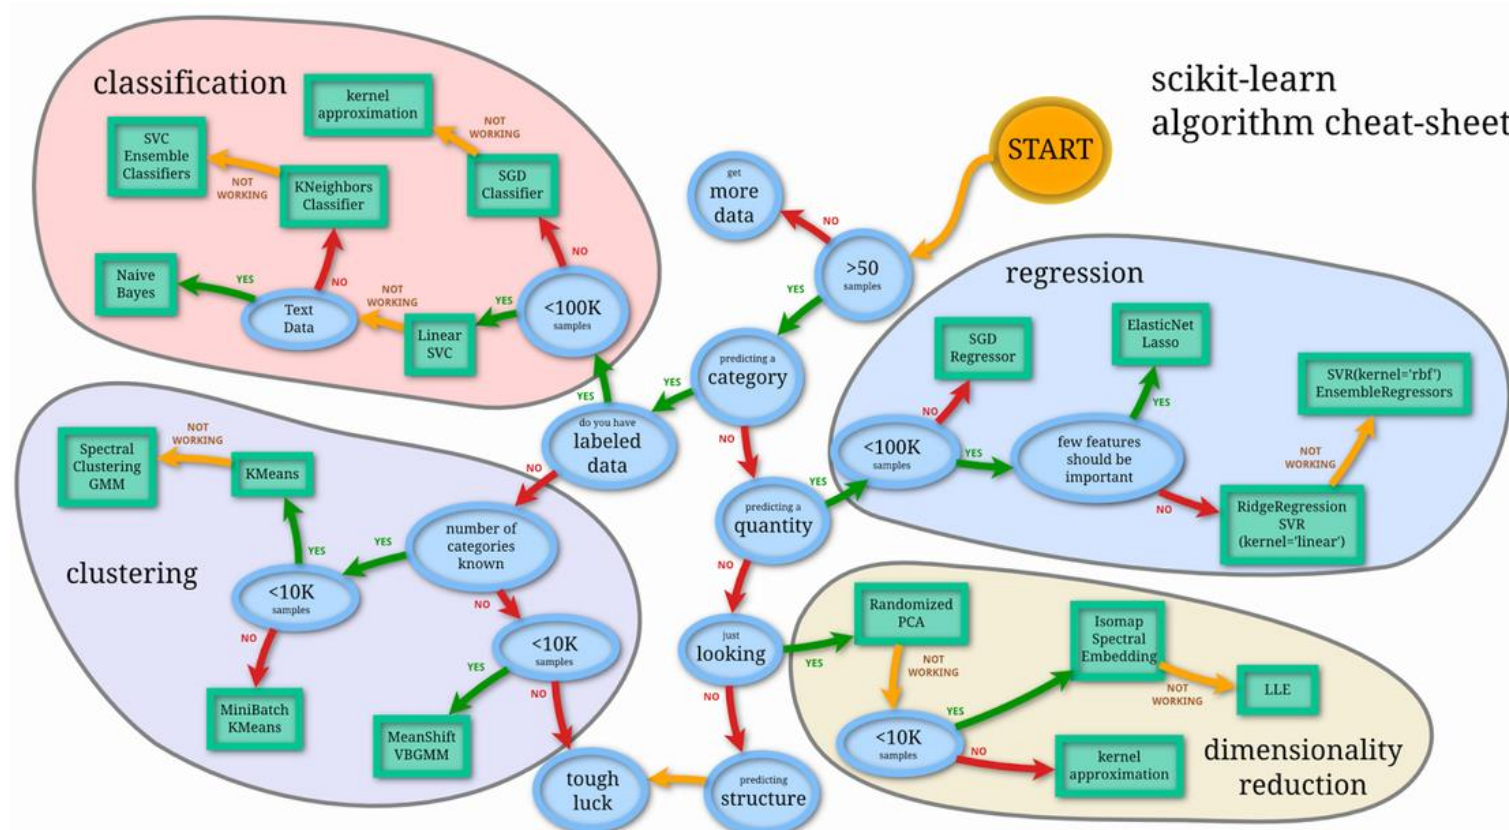 scikit-learn
algorithm cheat-sheet
START
classification
kernel
approximation
NOT
WORKING
SVC
Ensemble
Classifiers
NOT
WORKING
KNeighbors
Classifier
SGD
Classifier
NO
Naive
Bayes
YES
Text
Data
NO
NOT
WORKING
Linear
SVC
YES
<100K
samples
YES
get
more
data
NO
>50
samples
YES
predicting a
category
YES
do you have
labeled
data
NO
NO
predicting a
quantity
YES
NO
just
looking
YES
NO
predicting
structure
tough
luck
regression
SGD
Regressor
NO
<100K
samples
YES
ElasticNet
Lasso
YES
few features
should be
important
NO
SVR(kernel='rbf')
EnsembleRegressors
NOT
WORKING
RidgeRegression
SVR
(kernel='linear')
clustering
Spectral
Clustering
GMM
NOT
WORKING
KMeans
YES
<10K
samples
NO
MiniBatch
KMeans
YES
number of
categories
known
NO
<10K
samples
YES
NO
MeanShift
VBGMM
Randomized
PCA
NOT
WORKING
<10K
samples
YES
Isomap
Spectral
Embedding
NOT
WORKING
LLE
NO
kernel
approximation
dimensionality
reduction